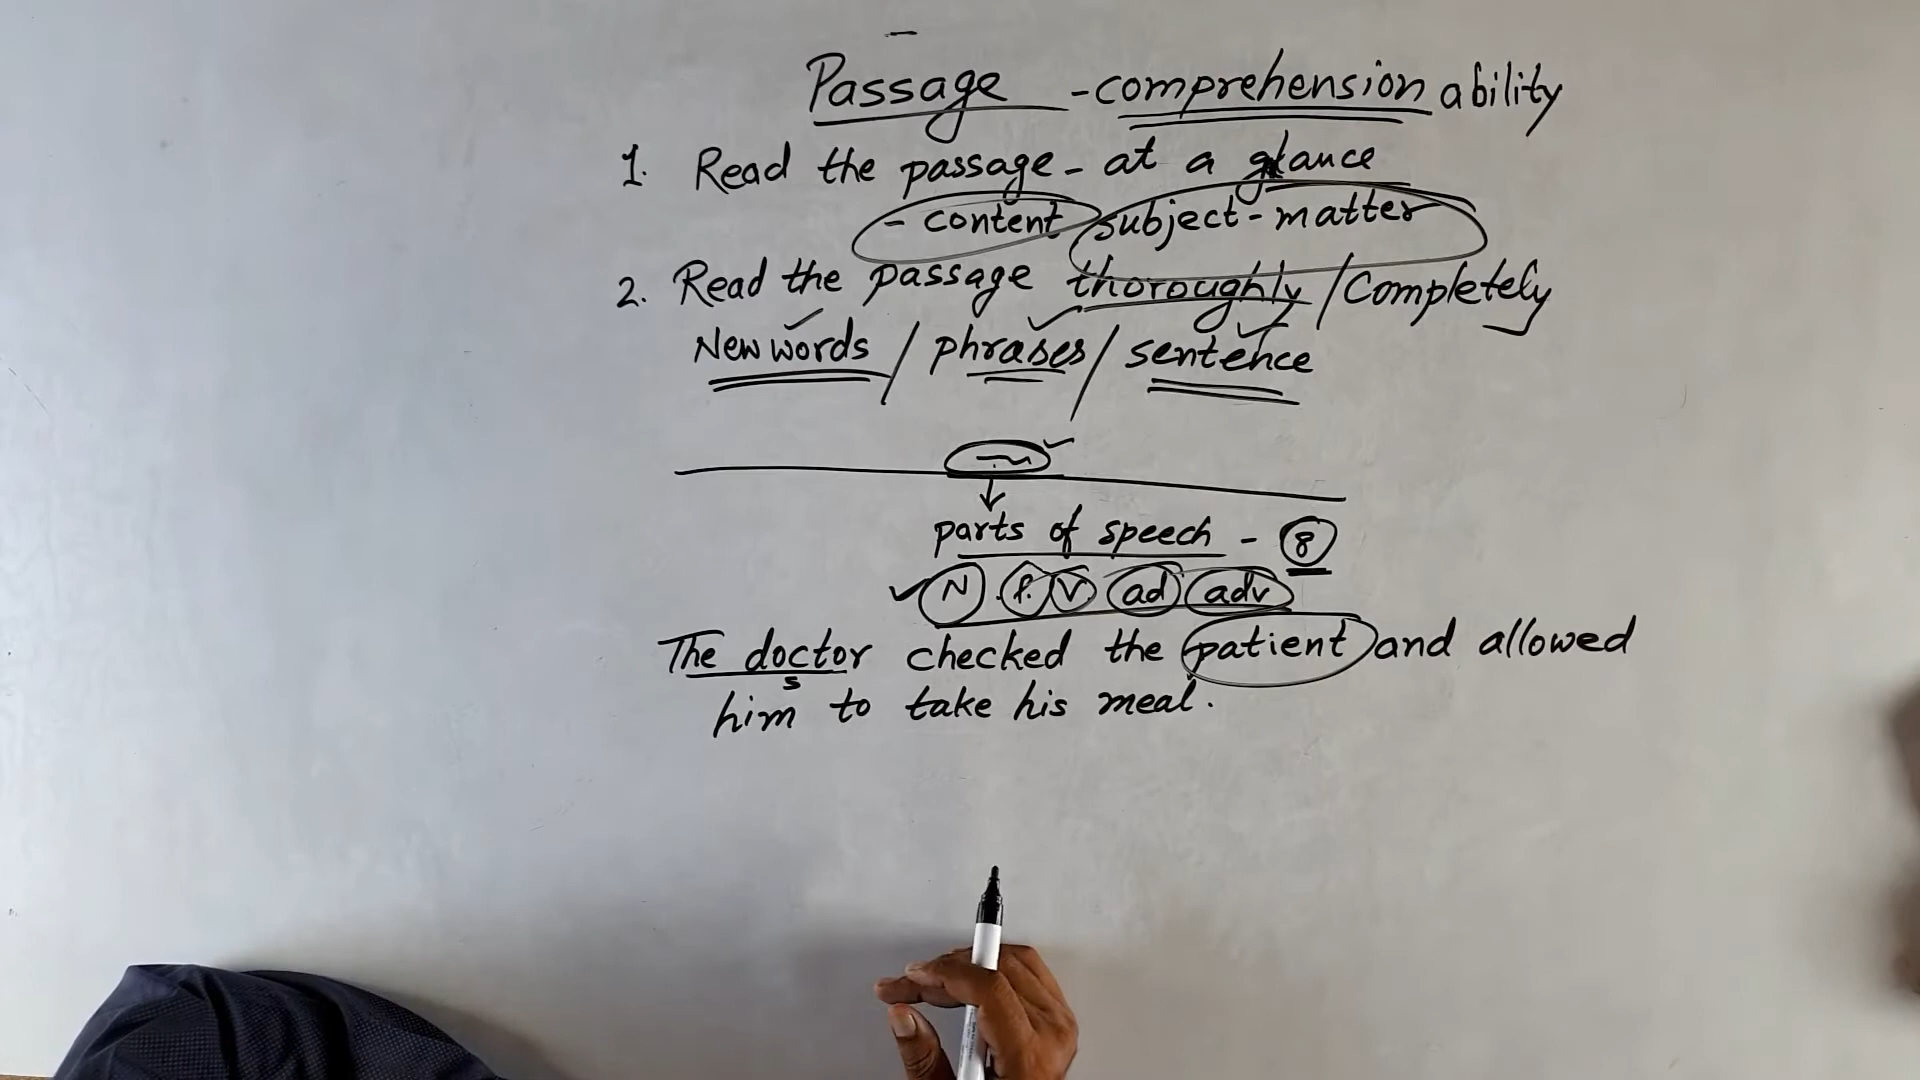 Passage - comprehension ability
1. Read the passage - at a glance
- content subject-matter
2. Read the passage thoroughly / Completely
New words / phrases / sentence
parts of speech - 8
N P. V ad adv
The doctor checked the patient and allowed
s
him to take his meal.